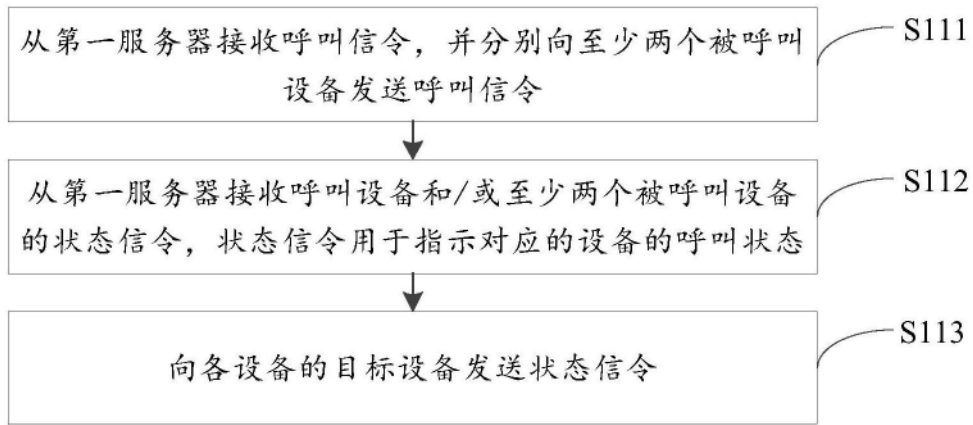 从第一服务器接收呼叫信令，并分别向至少两个被呼叫
设备发送呼叫信令
S111
从第一服务器接收呼叫设备和/或至少两个被呼叫设备
的状态信令，状态信令用于指示对应的设备的呼叫状态
S112
向各设备的目标设备发送状态信令
S113